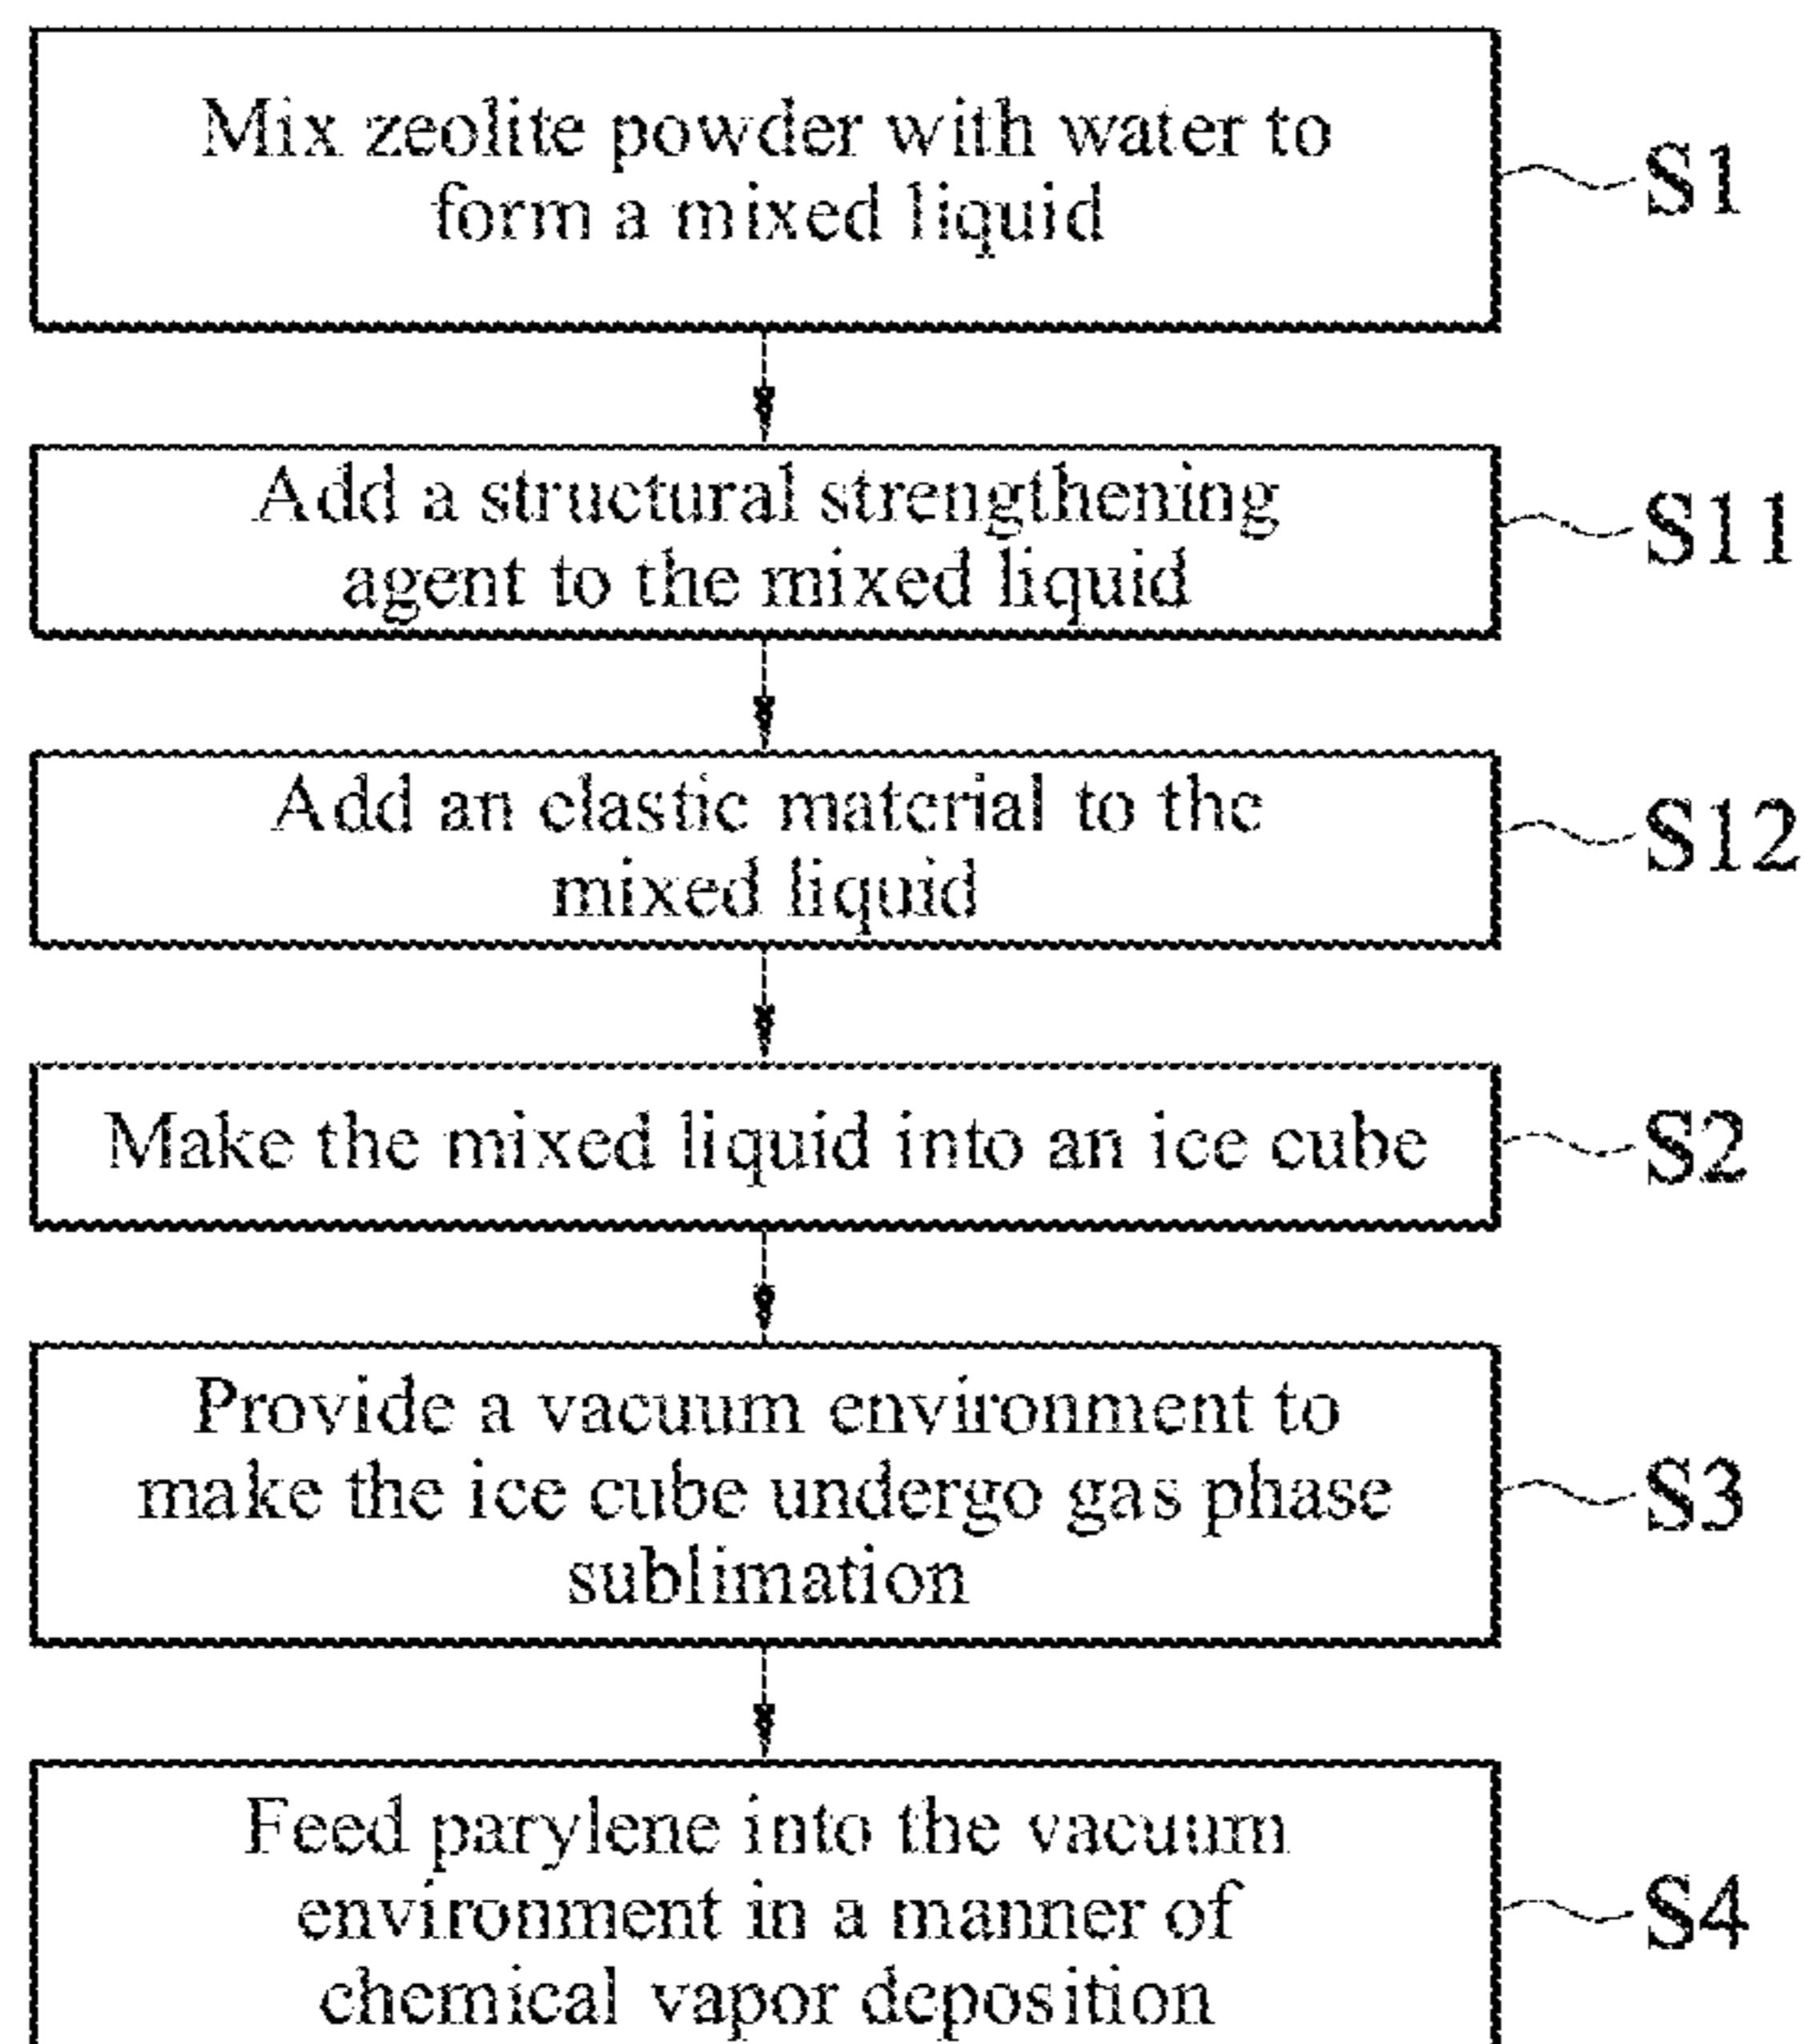 Mix zeolite powder with water to
form a mixed liquid
S1
Add a structural strengthening
agent to the mixed liquid
S11
Add an elastic material to the
mixed liquid
S12
Make the mixed liquid into an ice cube
S2
Provide a vacuum environment to
make the ice cube undergo gas phase
sublimation
S3
Feed parylene into the vacuum
environment in a manner of
chemical vapor deposition
S4